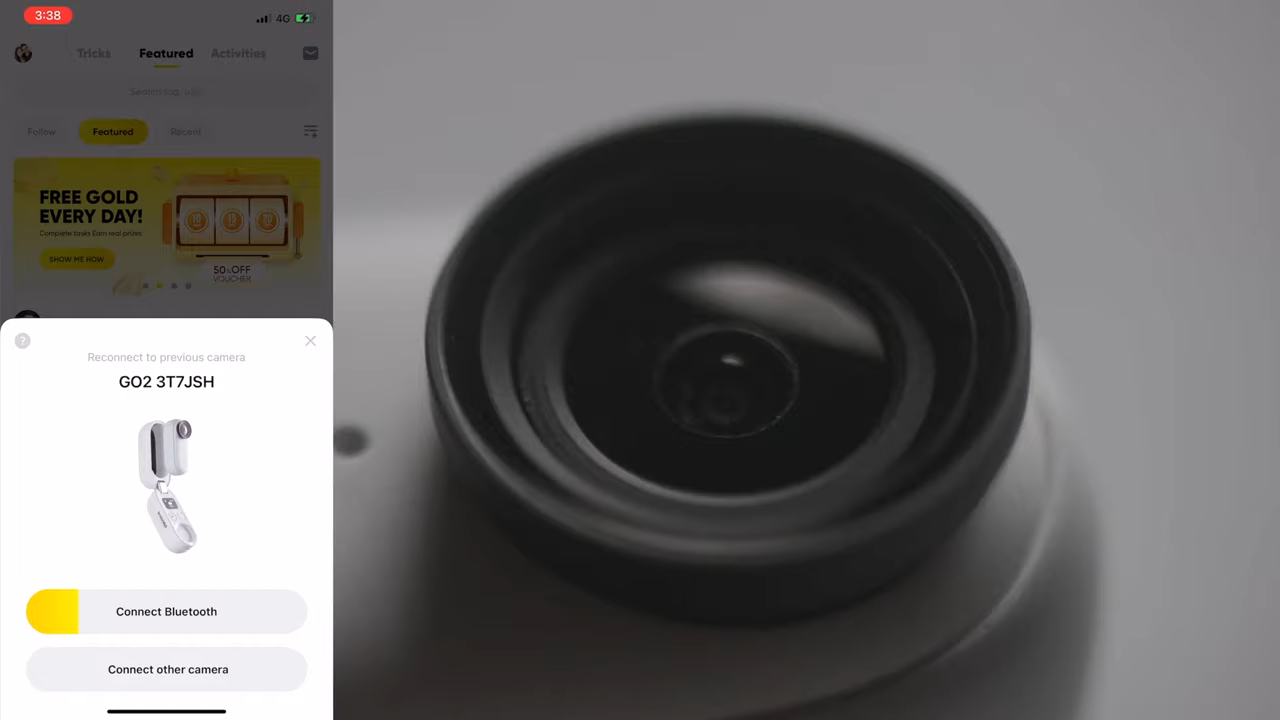 3:38
4G
Tricks
Featured
Activities
Follow
Featured
Recent
FREE GOLD
EVERY DAY!
Complete tasks Earn real prizes
SHOW ME NOW
50%OFF
VOUCHER
?
Reconnect to previous camera
GO2 3T7JSH
Connect Bluetooth
Connect other camera